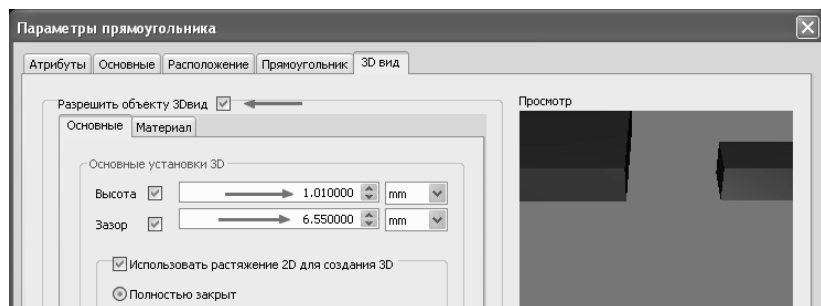 Параметры прямоугольника
Атрибуты Основные Расположение Прямоугольник 3D вид
Разрешить объекту 3Dвид
Просмотр
Основные Материал
Основные установки 3D
Высота 1.010000 mm
Зазор 6.550000 mm
Использовать растяжение 2D для создания 3D
Полностью закрыт